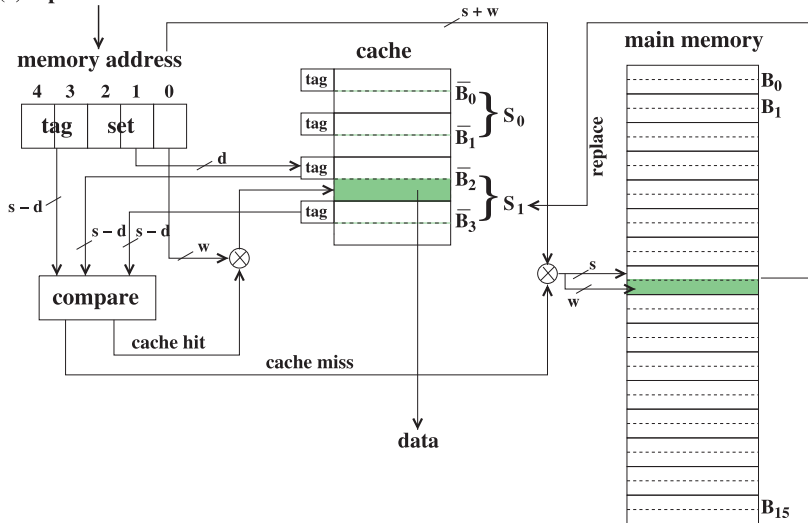 s + w
memory address
cache
main memory
4 3 2 1 0
tag set
tag
B̅0
S0
tag
B̅1
d
tag
B̅2
S1
s – d
s – d
s – d
tag
B̅3
w
compare
cache hit
cache miss
data
replace
s
w
B0
B1
B15